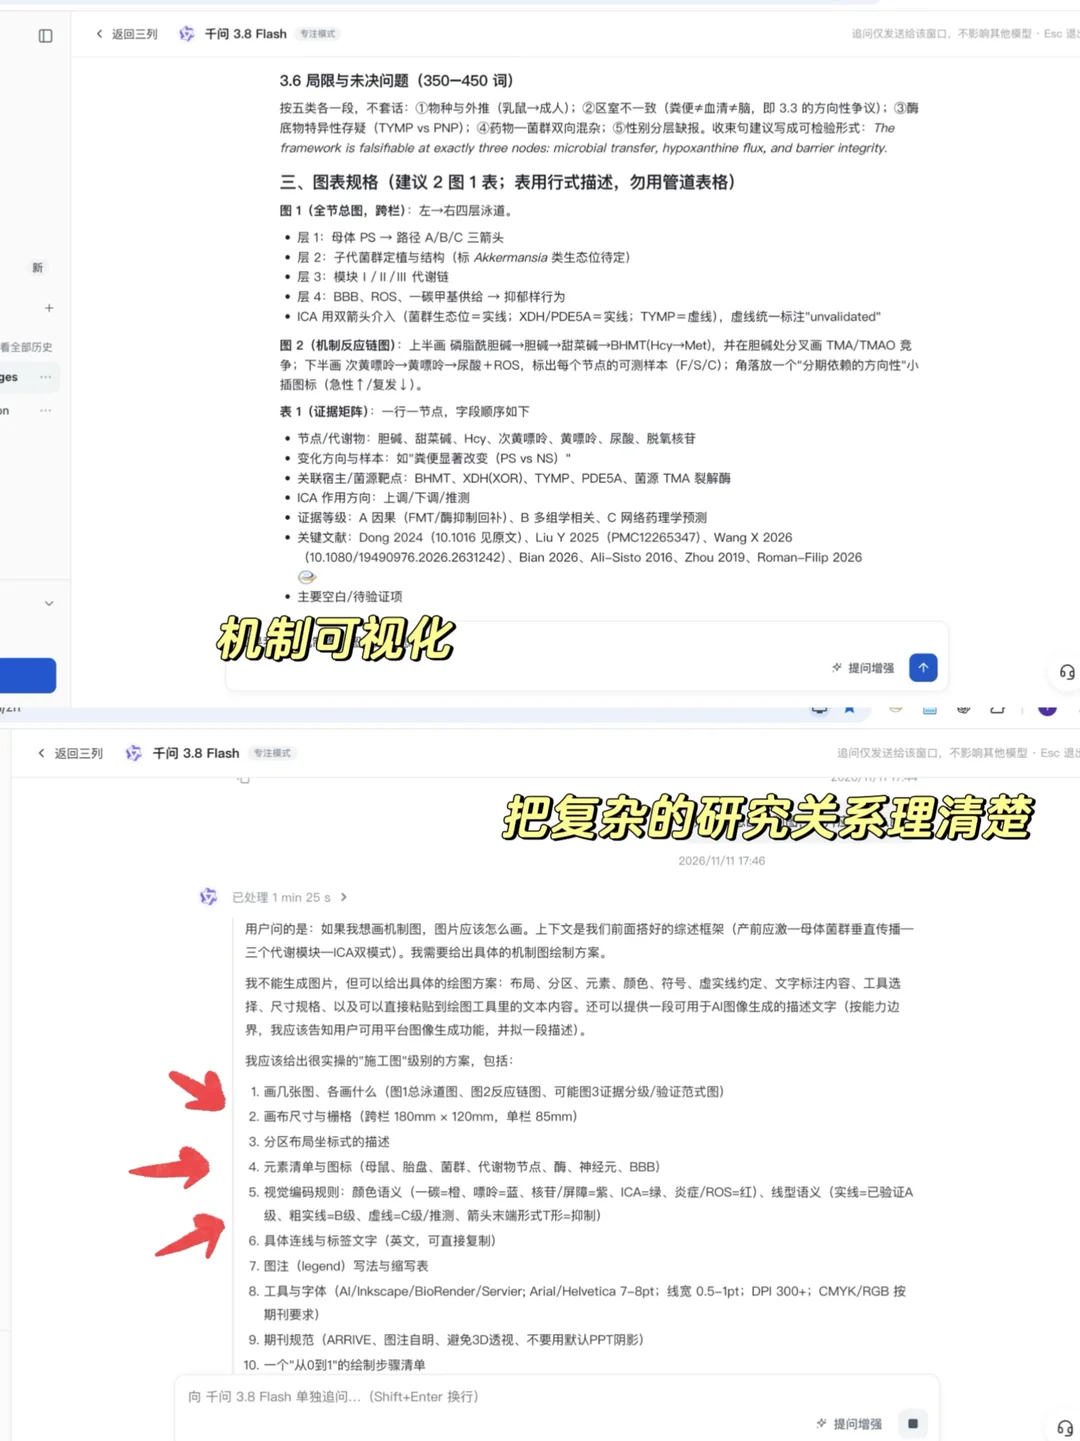 返回三列
千问 3.8 Flash
专注模式
追问仅发送给该窗口，不影响其他模型 · Esc 退出
3.6 局限与未决问题（350—450 词）
按五类各一段，不套话：①物种与外推（乳鼠→成人）；②区室不一致（粪便≠血清≠脑，即 3.3 的方向性争议）；③酶
底物特异性存疑（TYMP vs PNP）；④药物—菌群双向混杂；⑤性别分层缺报。收束句建议写成可检验形式：The
framework is falsifiable at exactly three nodes: microbial transfer, hypoxanthine flux, and barrier integrity.
三、图表规格（建议 2 图 1 表；表用行式描述，勿用管道表格）
图 1（全节总图，跨栏）：左→右四层泳道。
• 层 1：母体 PS → 路径 A/B/C 三箭头
• 层 2：子代菌群定植与结构（标 Akkermansia 类生态位待定）
新
• 层 3：模块 I / II / III 代谢链
• 层 4：BBB、ROS、一碳甲基供给 → 抑郁样行为
+
• ICA 用双箭头介入（菌群生态位＝实线；XDH/PDE5A＝实线；TYMP＝虚线），虚线统一标注"unvalidated"
看全部历史
图 2（机制反应链图）：上半画 磷脂酰胆碱→胆碱→甜菜碱→BHMT(Hcy→Met)，并在胆碱处分叉画 TMA/TMAO 竞
争；下半画 次黄嘌呤→黄嘌呤→尿酸＋ROS，标出每个节点的可测样本（F/S/C）；角落放一个"分期依赖的方向性"小
插图标（急性↑/复发↓）。
ges ···
表 1（证据矩阵）：一行一节点，字段顺序如下
on ···
• 节点/代谢物：胆碱、甜菜碱、Hcy、次黄嘌呤、黄嘌呤、尿酸、脱氧核苷
• 变化方向与样本：如"粪便显著改变（PS vs NS）"
• 关联宿主/菌源靶点：BHMT、XDH(XOR)、TYMP、PDE5A、菌源 TMA 裂解酶
• ICA 作用方向：上调/下调/推测
• 证据等级：A 因果（FMT/酶抑制回补）、B 多组学相关、C 网络药理学预测
• 关键文献：Dong 2024（10.1016 见原文）、Liu Y 2025（PMC12265347）、Wang X 2026
（10.1080/19490976.2026.2631242）、Bian 2026、Ali-Sisto 2016、Zhou 2019、Roman-Filip 2026
• 主要空白/待验证项
机制可视化
提问增强
返回三列
千问 3.8 Flash
专注模式
追问仅发送给该窗口，不影响其他模型 · Esc 退出
把复杂的研究关系理清楚
2026/11/11 17:46
已处理 1 min 25 s
用户问的是：如果我想画机制图，图片应该怎么画。上下文是我们前面搭好的综述框架（产前应激—母体菌群垂直传播—
三个代谢模块—ICA双模式）。我需要给出具体的机制图绘制方案。
我不能生成图片，但可以给出具体的绘图方案：布局、分区、元素、颜色、符号、虚实线约定、文字标注内容、工具选
择、尺寸规格、以及可以直接粘贴到绘图工具里的文本内容。还可以提供一段可用于AI图像生成的描述文字（按能力边
界，我应该告知用户可用平台图像生成功能，并拟一段描述）。
我应该给出很实操的"施工图"级别的方案，包括：
1. 画几张图、各画什么（图1总泳道图、图2反应链图、可能图3证据分级/验证范式图）
2. 画布尺寸与栅格（跨栏 180mm × 120mm，单栏 85mm）
3. 分区布局坐标式的描述
4. 元素清单与图标（母鼠、胎盘、菌群、代谢物节点、酶、神经元、BBB）
5. 视觉编码规则：颜色语义（一碳=橙、嘌呤=蓝、核苷/屏障=紫、ICA=绿、炎症/ROS=红）、线型语义（实线=已验证A
级、粗实线=B级、虚线=C级/推测、箭头末端形式T形=抑制）
6. 具体连线与标签文字（英文，可直接复制）
7. 图注（legend）写法与缩写表
8. 工具与字体（AI/Inkscape/BioRender/Servier; Arial/Helvetica 7-8pt；线宽 0.5-1pt；DPI 300+；CMYK/RGB 按
期刊要求）
9. 期刊规范（ARRIVE、图注自明、避免3D透视、不要用默认PPT阴影）
10. 一个"从0到1"的绘制步骤清单
向 千问 3.8 Flash 单独追问...（Shift+Enter 换行）
提问增强